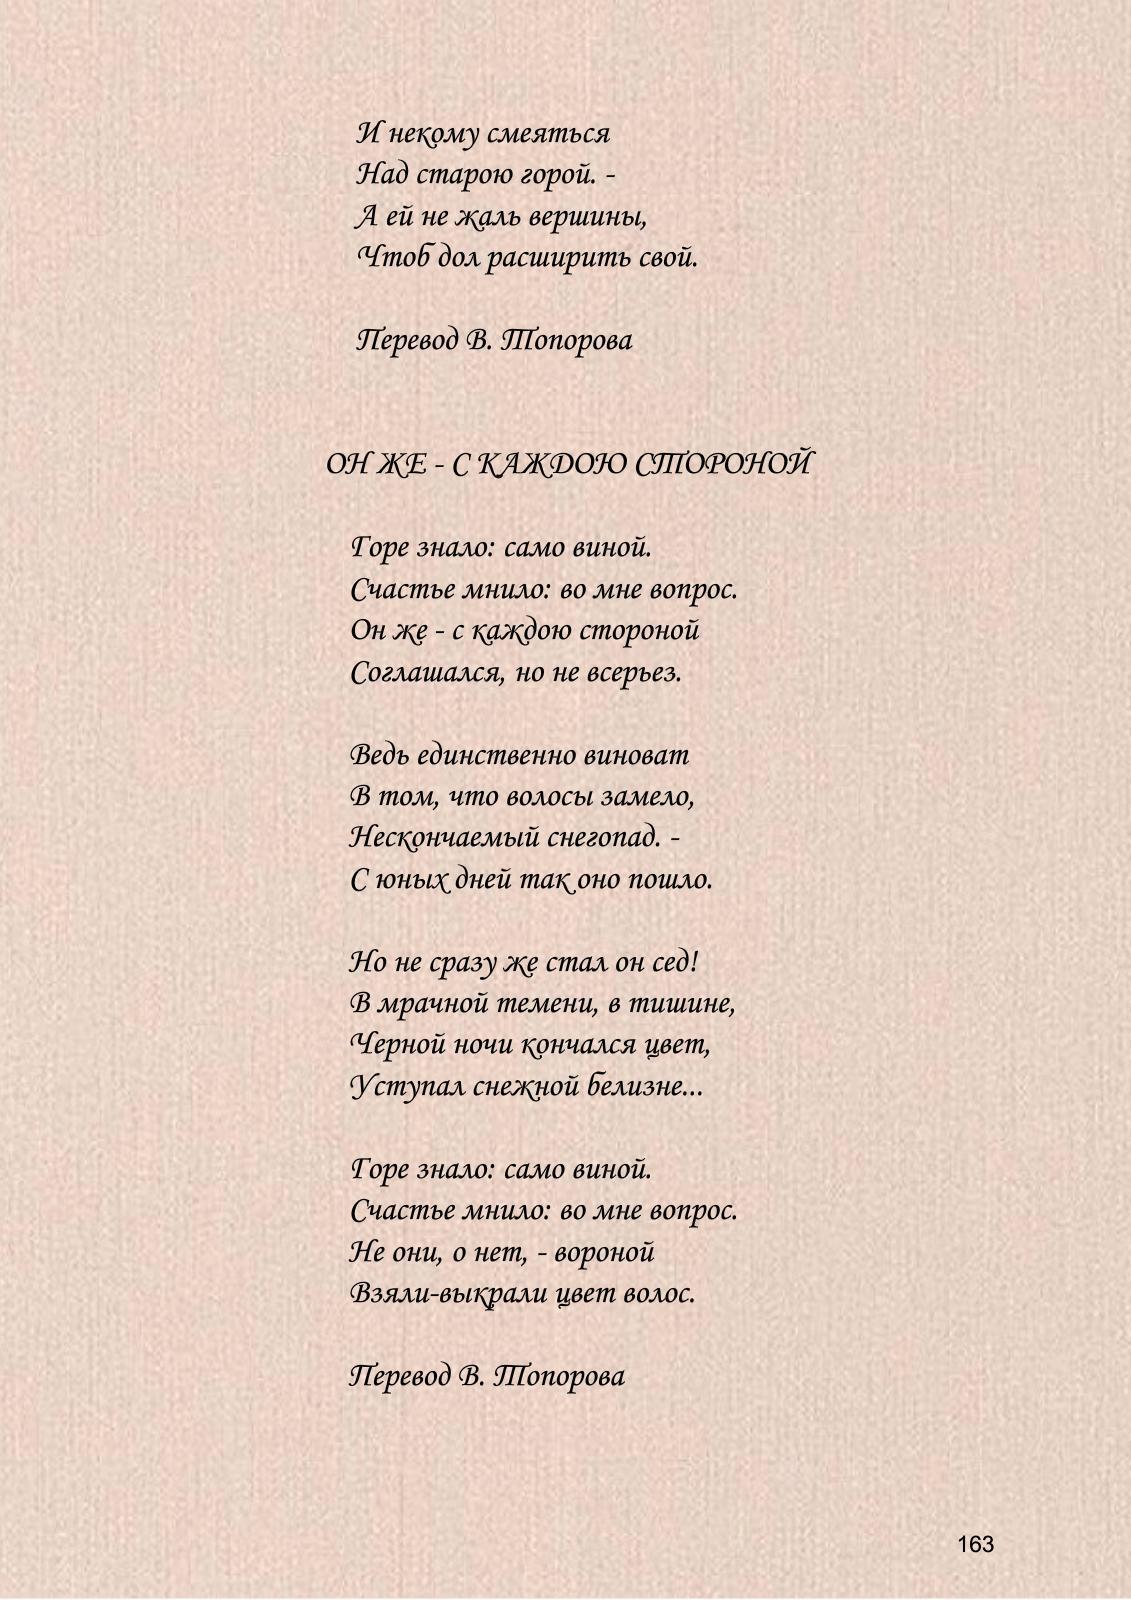 И некому смеяться
Над старою горой. -
А ей не жаль вершины,
Чтоб дол расширить свой.
Перевод В. Топорова
ОН ЖЕ - С КАЖДОЮ СТОРОНОЙ
Горе знало: само виной.
Счастье мнило: во мне вопрос.
Он же - с каждою стороной
Соглашался, но не всерьез.
Ведь единственно виноват
В том, что волосы замело,
Нескончаемый снегопад. -
С юных дней так оно пошло.
Но не сразу же стал он сед!
В мрачной темени, в тишине,
Черной ночи кончался цвет,
Уступал снежной белизне...
Горе знало: само виной.
Счастье мнило: во мне вопрос.
Не они, о нет, - вороной
Взяли-выкрали цвет волос.
Перевод В. Топорова
163